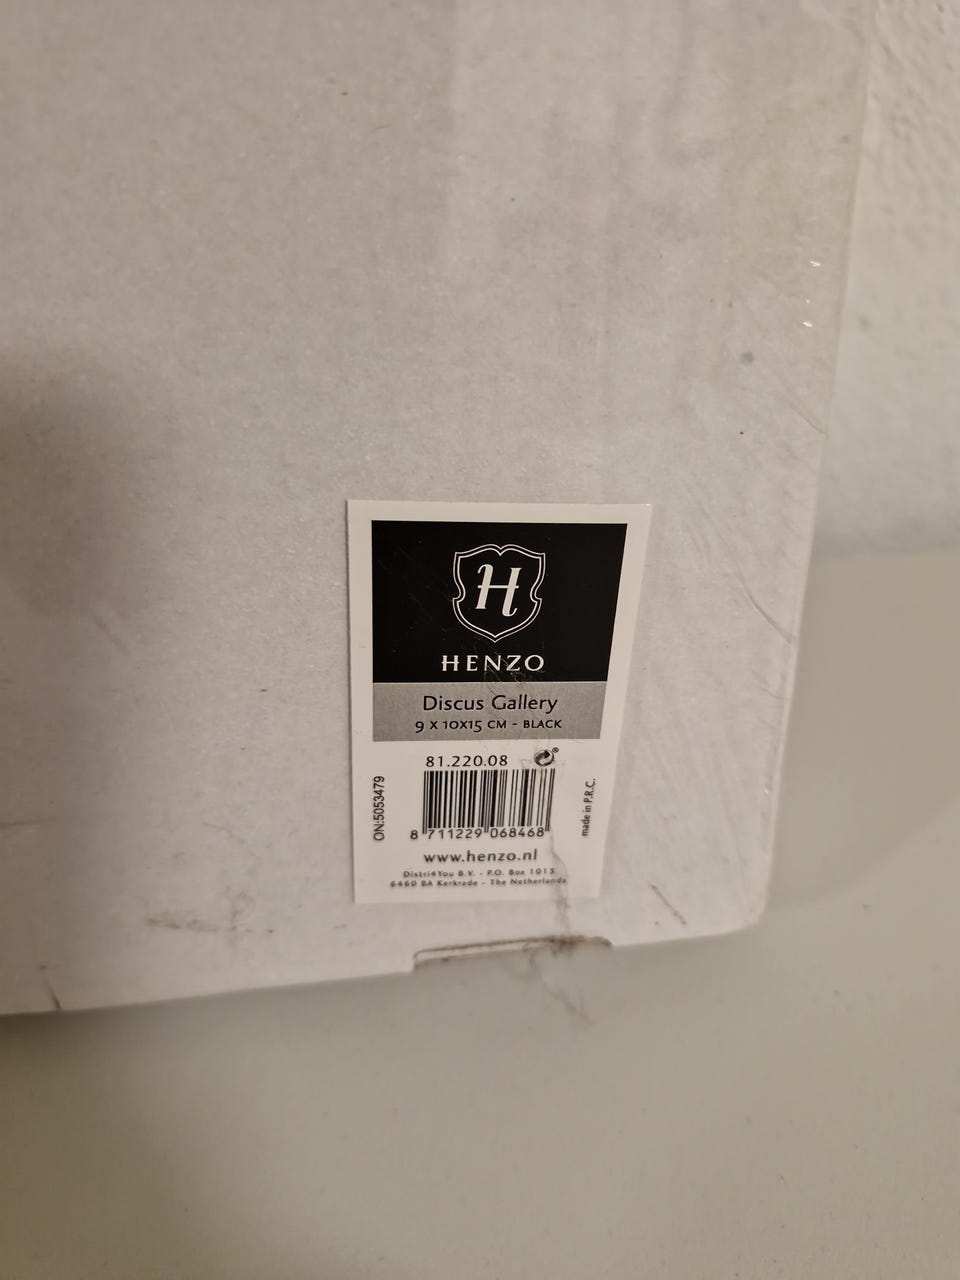 H
HENZO
Discus Gallery
9 X 10X15 CM - BLACK
81.220.08
ON:5053479
made in P.R.C.
8 711229 068468
www.henzo.nl
Distri4You B.V. - P.O. Box 1015
6460 BA Kerkrade - The Netherlands